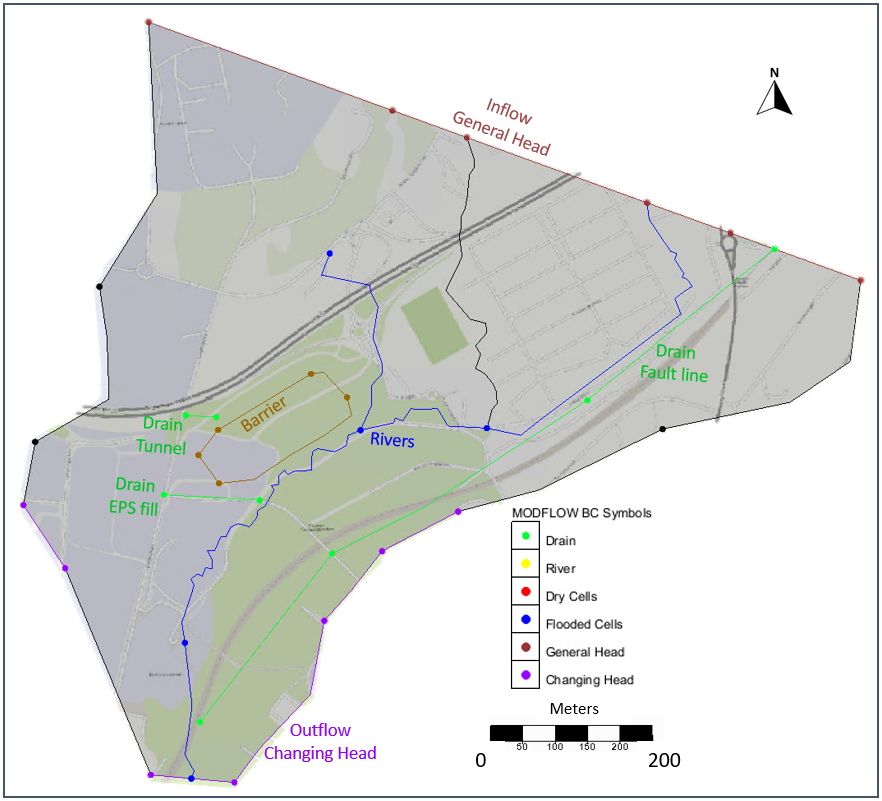 N
Inflow
General Head
Drain
Fault line
Barrier
Drain
Tunnel
Rivers
Drain
EPS fill
MODFLOW BC Symbols
Drain
River
Dry Cells
Flooded Cells
General Head
Changing Head
Meters
50 100 150 200
0 200
Outflow
Changing Head